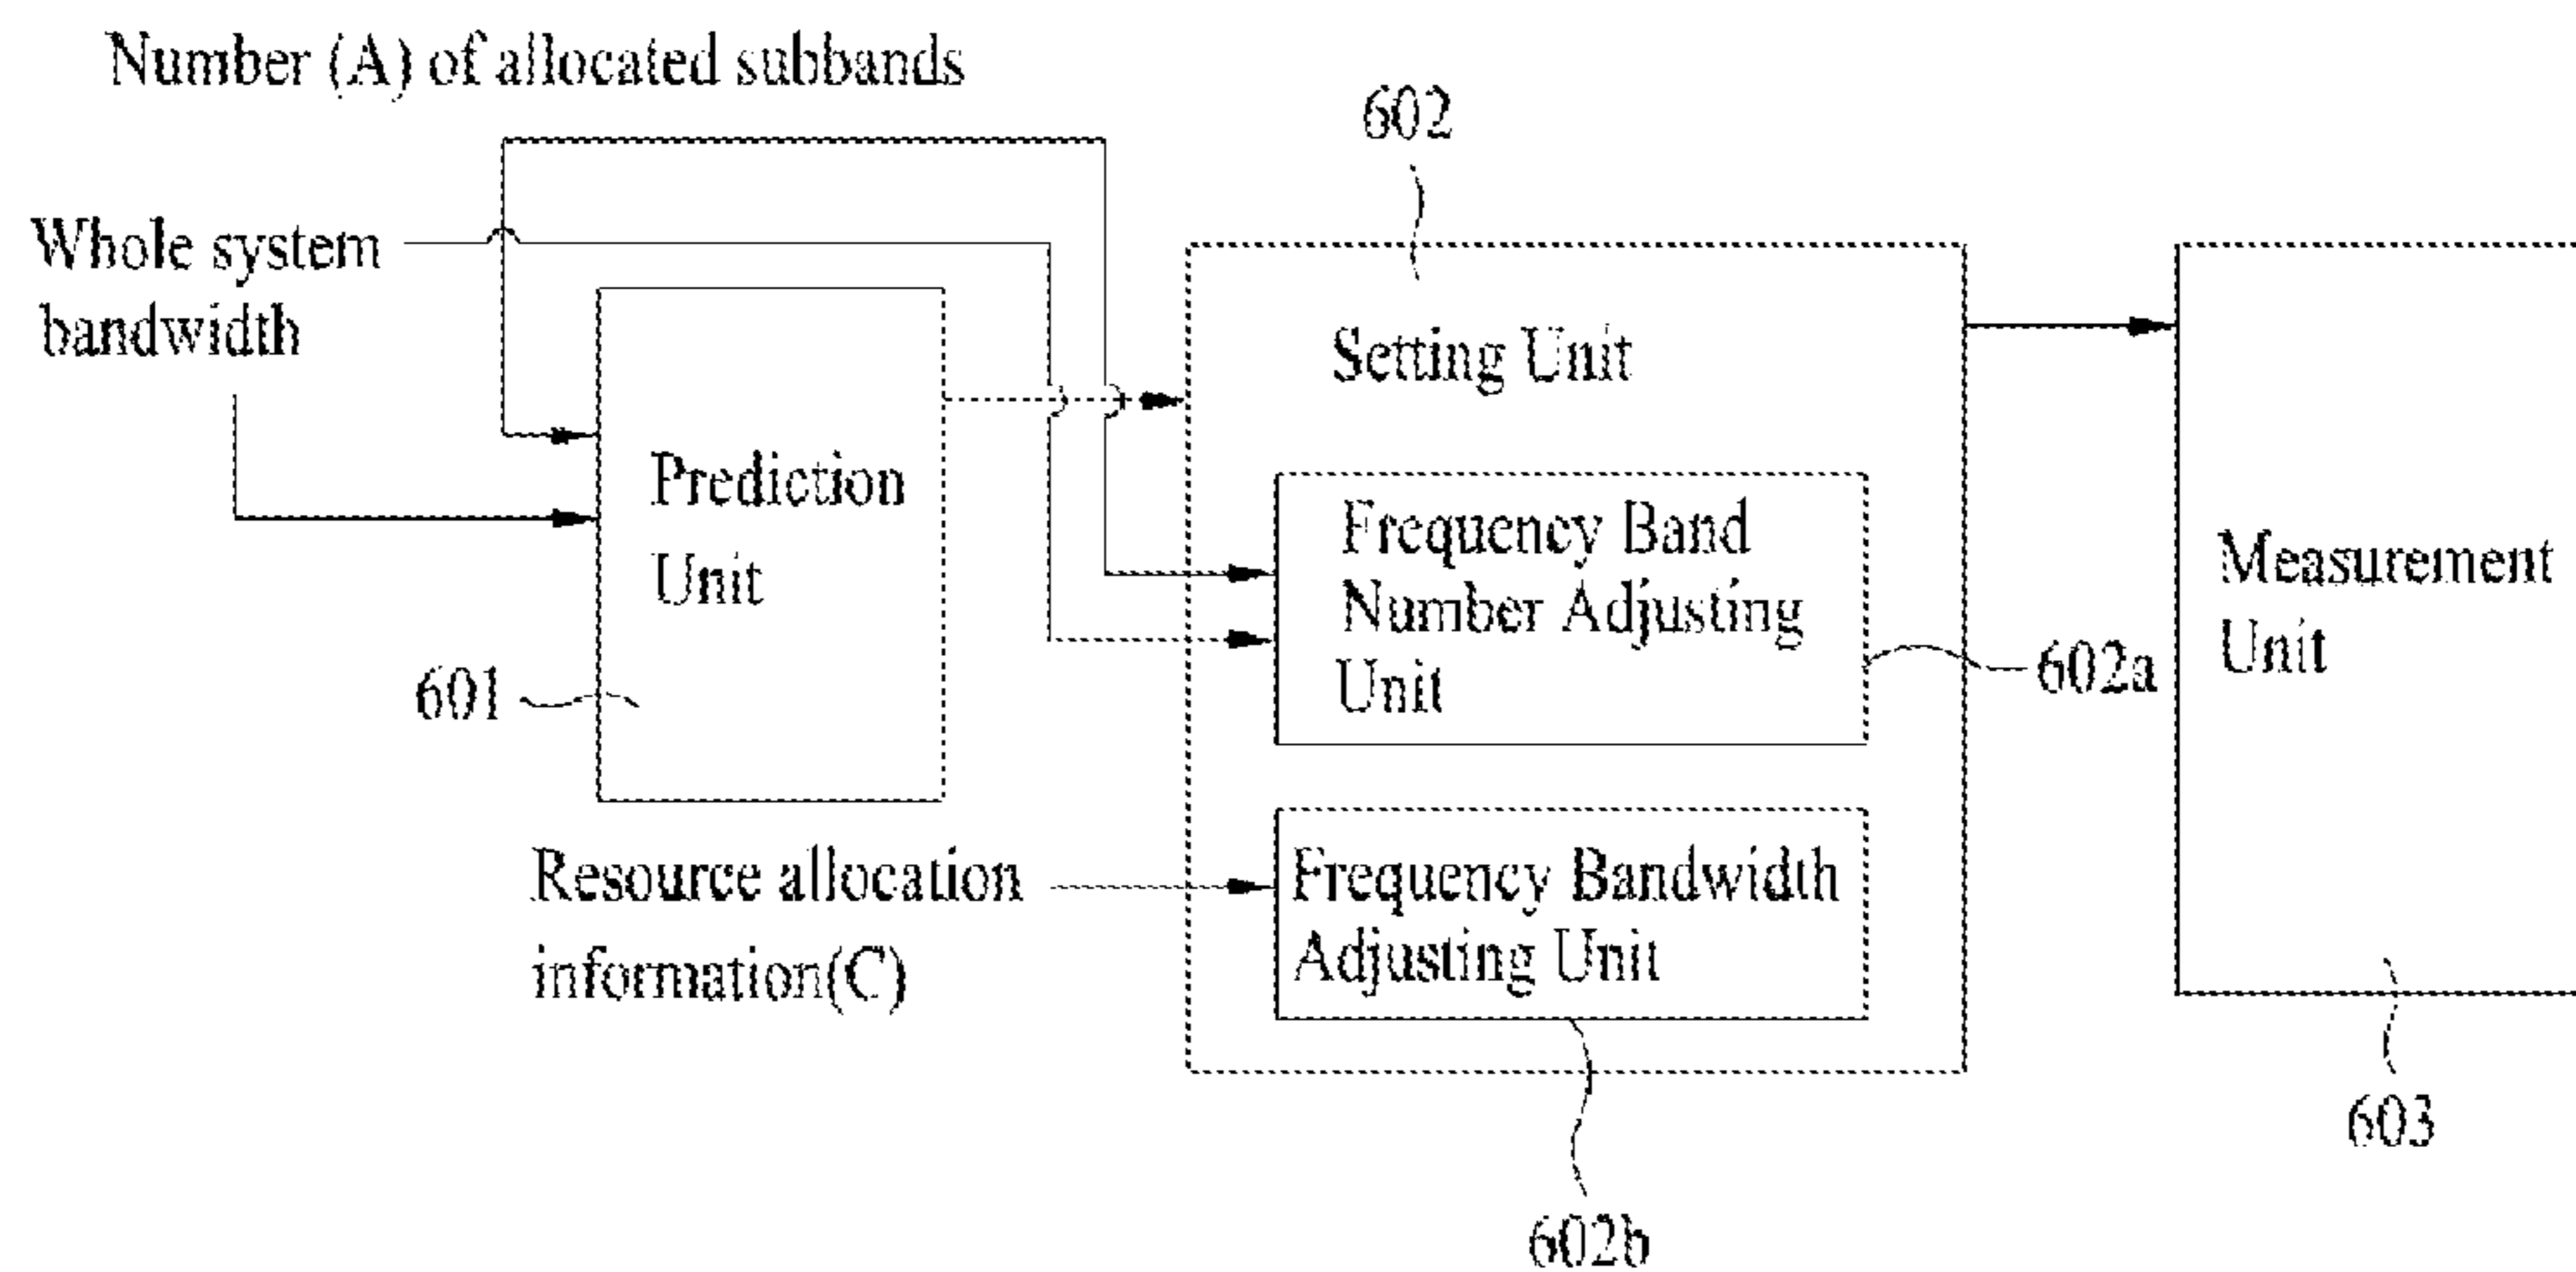 Number (A) of allocated subbands
602
Whole system
bandwidth
Setting Unit
Prediction
Unit
Frequency Band
Number Adjusting
Unit
Measurement
Unit
601
602a
Resource allocation
information(C)
Frequency Bandwidth
Adjusting Unit
603
602b